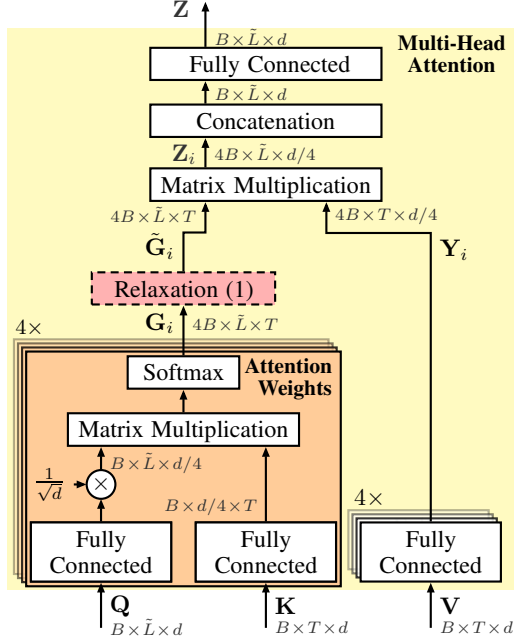 Z
B × L̃ × d
Multi-Head
Attention
Fully Connected
B × L̃ × d
Concatenation
Z_i
4B × L̃ × d/4
Matrix Multiplication
4B × L̃ × T
4B × T × d/4
G̃_i
Y_i
Relaxation (1)
G_i
4B × L̃ × T
4×
Softmax
Attention
Weights
Matrix Multiplication
B × L̃ × d/4
1/√d
×
B × d/4 × T
4×
Fully
Connected
Fully
Connected
Fully
Connected
Q
B × L̃ × d
K
B × T × d
V
B × T × d